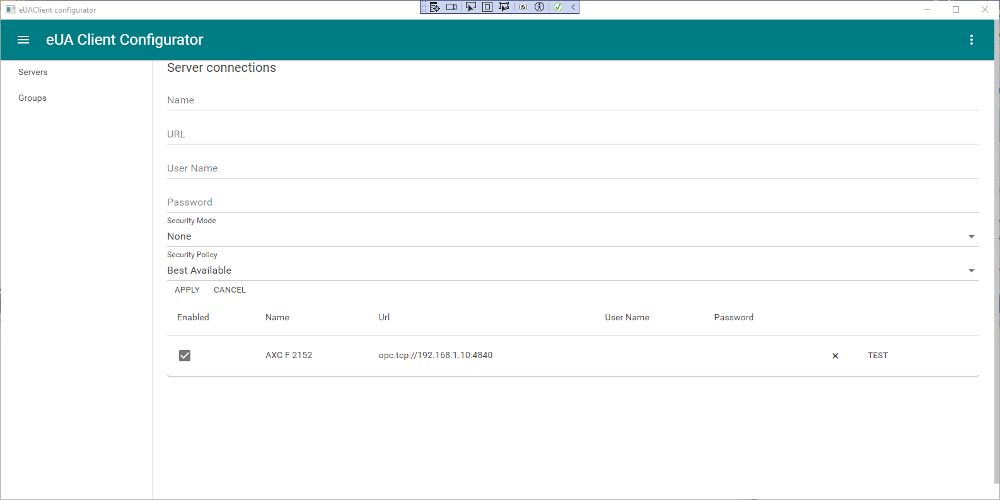 eUAClient configurator
eUA Client Configurator
Servers
Groups
Server connections
Name
URL
User Name
Password
Security Mode
None
Security Policy
Best Available
APPLY CANCEL
Enabled Name Url User Name Password
AXC F 2152 opc.tcp://192.168.1.10:4840 TEST